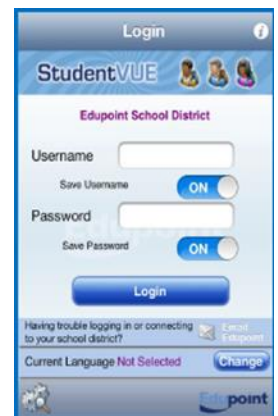 Login
StudentVUE
Edupoint School District
Username
Save Username ON
Password
Save Password ON
Login
Having trouble logging in or connecting
to your school district?
Email
Edupoint
Current Language Not Selected Change
Edupoint